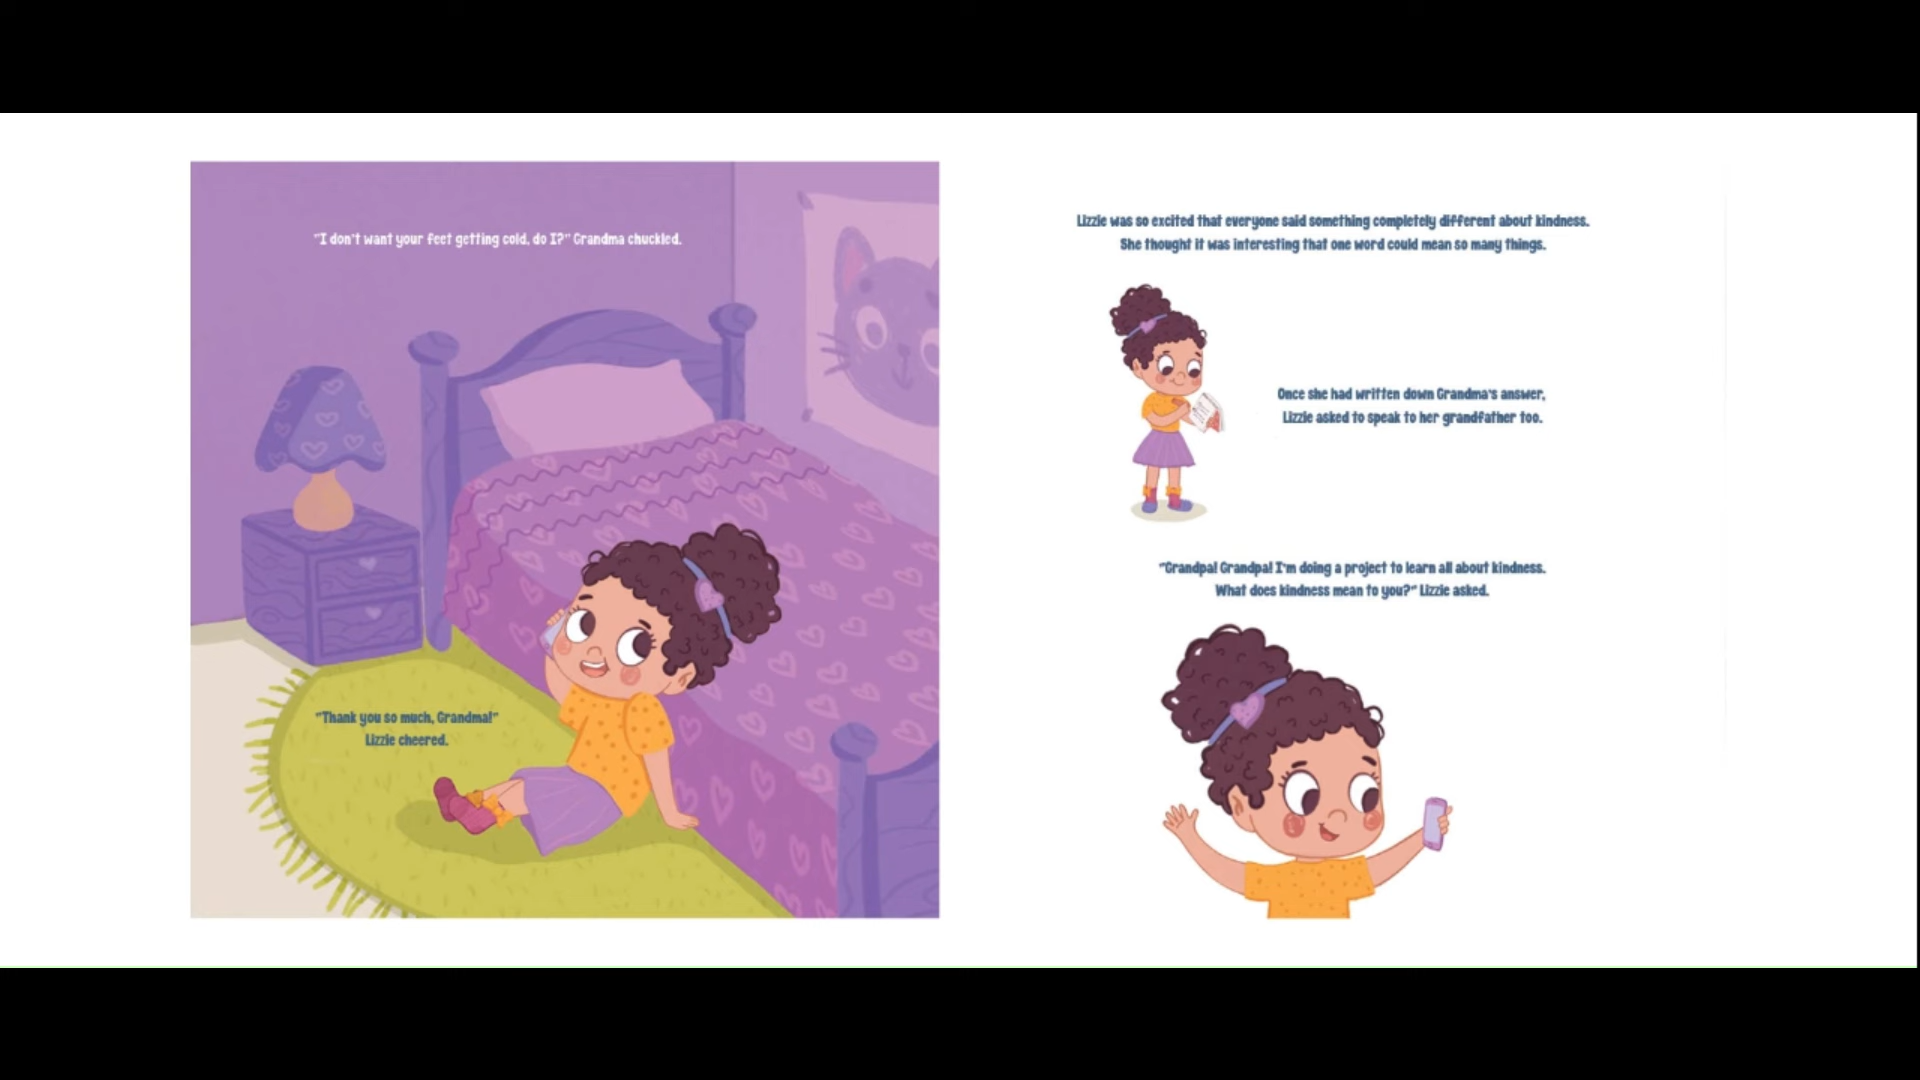 "I don't want your feet getting cold, do I?" Grandma chuckled.
"Thank you so much, Grandma!"
Lizzie cheered.
Lizzie was so excited that everyone said something completely different about kindness.
She thought it was interesting that one word could mean so many things.
Once she had written down Grandma's answer,
Lizzie asked to speak to her grandfather too.
"Grandpa! Grandpa! I'm doing a project to learn all about kindness.
What does kindness mean to you?" Lizzie asked.